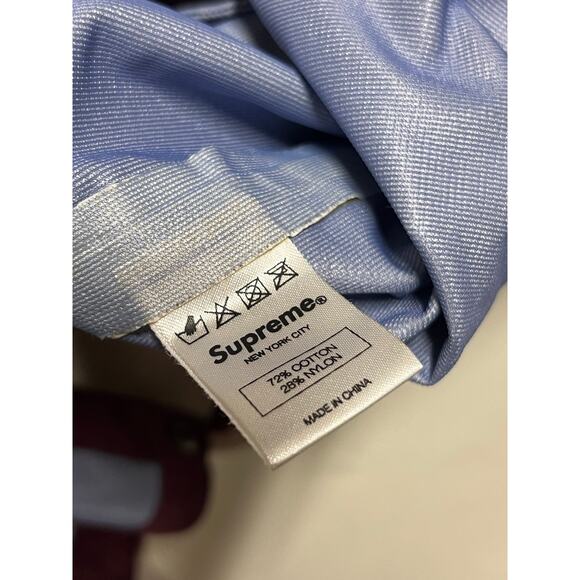 Supreme®
NEW YORK CITY
72% COTTON
28% NYLON
MADE IN CHINA